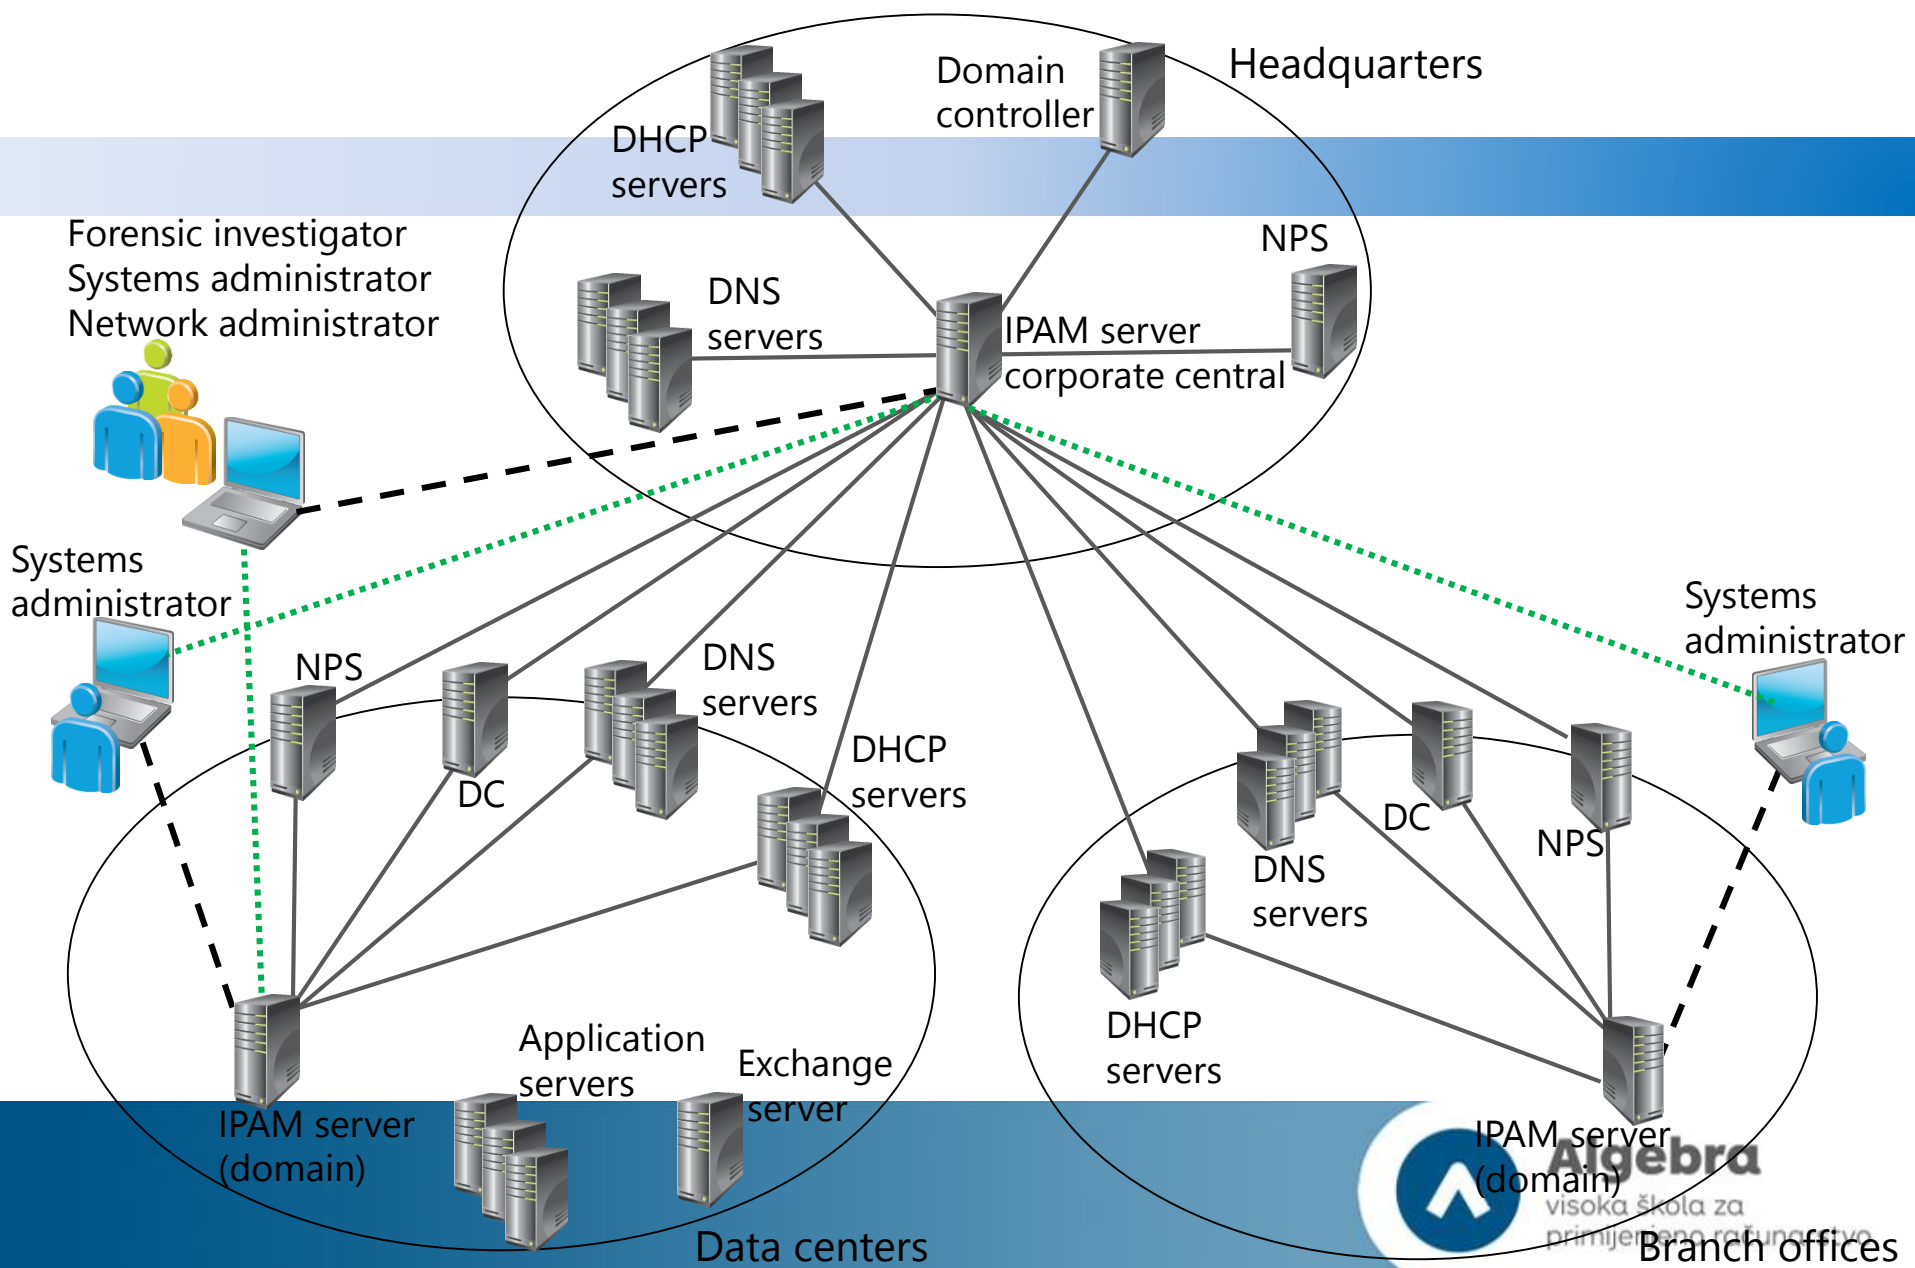 Headquarters
Domain
controller
DHCP
servers
Forensic investigator
Systems administrator
Network administrator
NPS
DNS
servers
IPAM server
corporate central
Systems
administrator
Systems
administrator
NPS
DNS
servers
DC
DHCP
servers
DC
NPS
DNS
servers
DHCP
servers
Application
servers
Exchange
server
IPAM server
(domain)
IPAM server
(domain)
Algebra
visoka škola za
primijenjeno računarstvo
Data centers
Branch offices